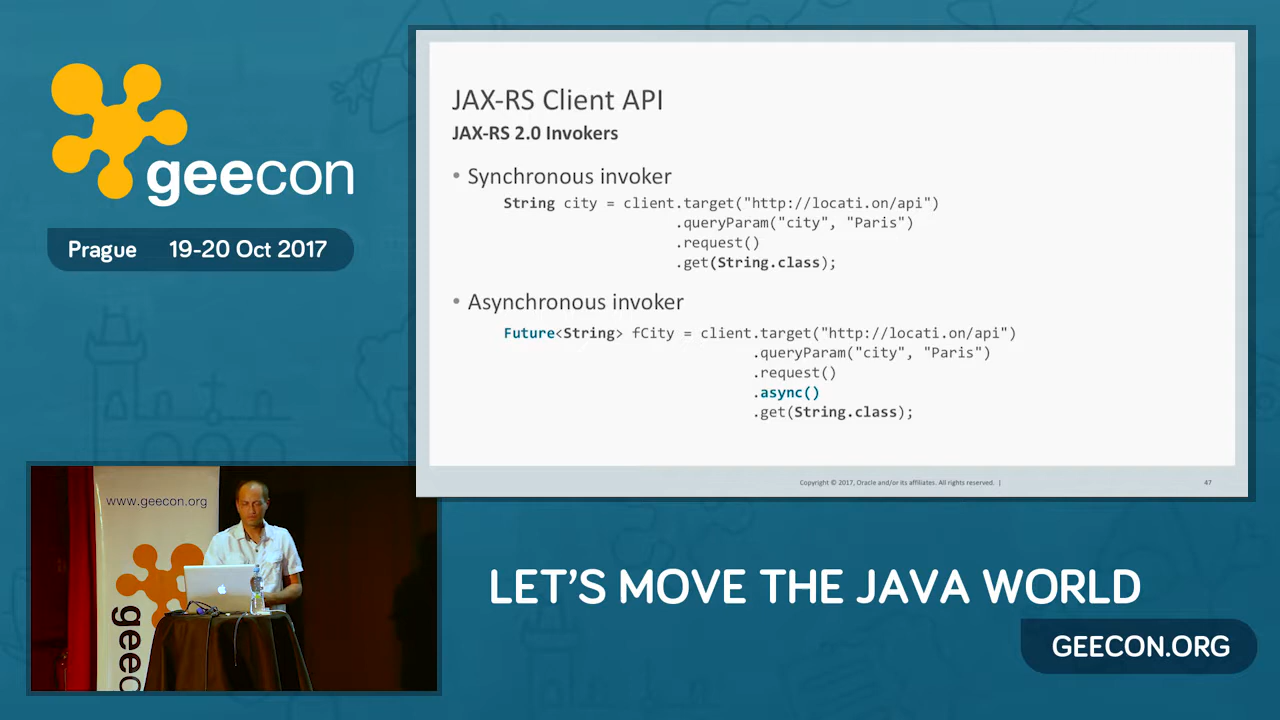 geecon
Prague 19-20 Oct 2017
JAX-RS Client API
JAX-RS 2.0 Invokers
• Synchronous invoker
String city = client.target("http://locati.on/api")
.queryParam("city", "Paris")
.request()
.get(String.class);
• Asynchronous invoker
Future<String> fCity = client.target("http://locati.on/api")
.queryParam("city", "Paris")
.request()
.async()
.get(String.class);
Copyright © 2017, Oracle and/or its affiliates. All rights reserved. |
47
www.geecon.org
geec
LET'S MOVE THE JAVA WORLD
GEECON.ORG